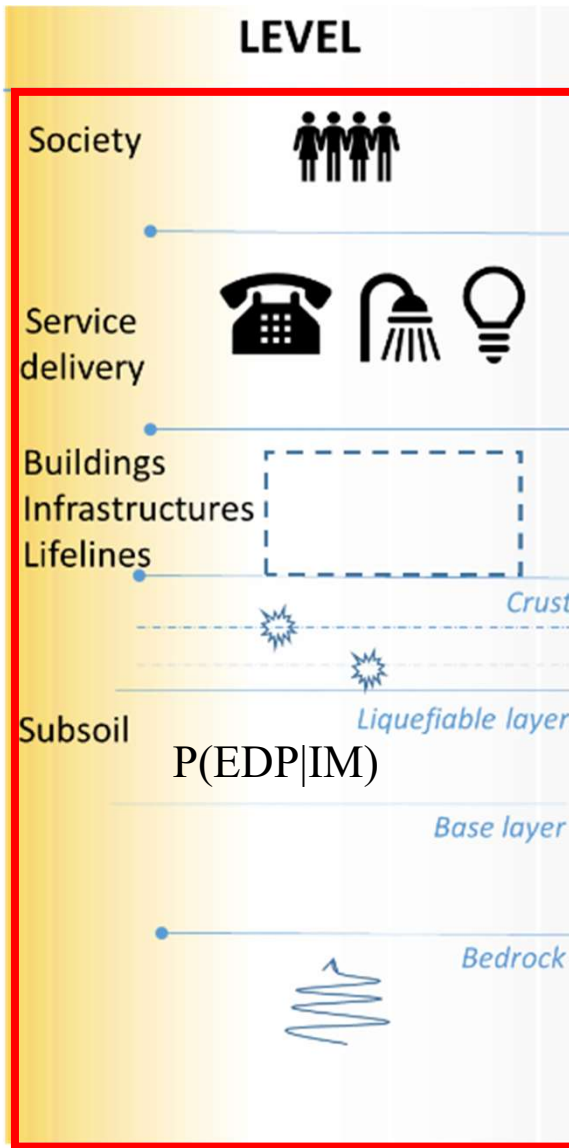 LEVEL
Society
Service
delivery
Buildings
Infrastructures
Lifelines
Crust
Liquefiable layer
Subsoil
P(EDP|IM)
Base layer
Bedrock